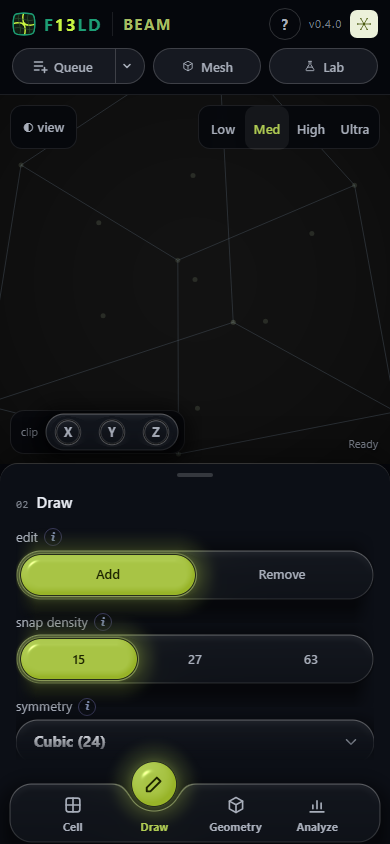 F13LD BEAM ? v0.4.0
Queue Mesh Lab
view Low Med High Ultra
clip X Y Z
Ready
02 Draw
edit i
Add Remove
snap density i
15 27 63
symmetry i
Cubic (24)
Cell Draw Geometry Analyze